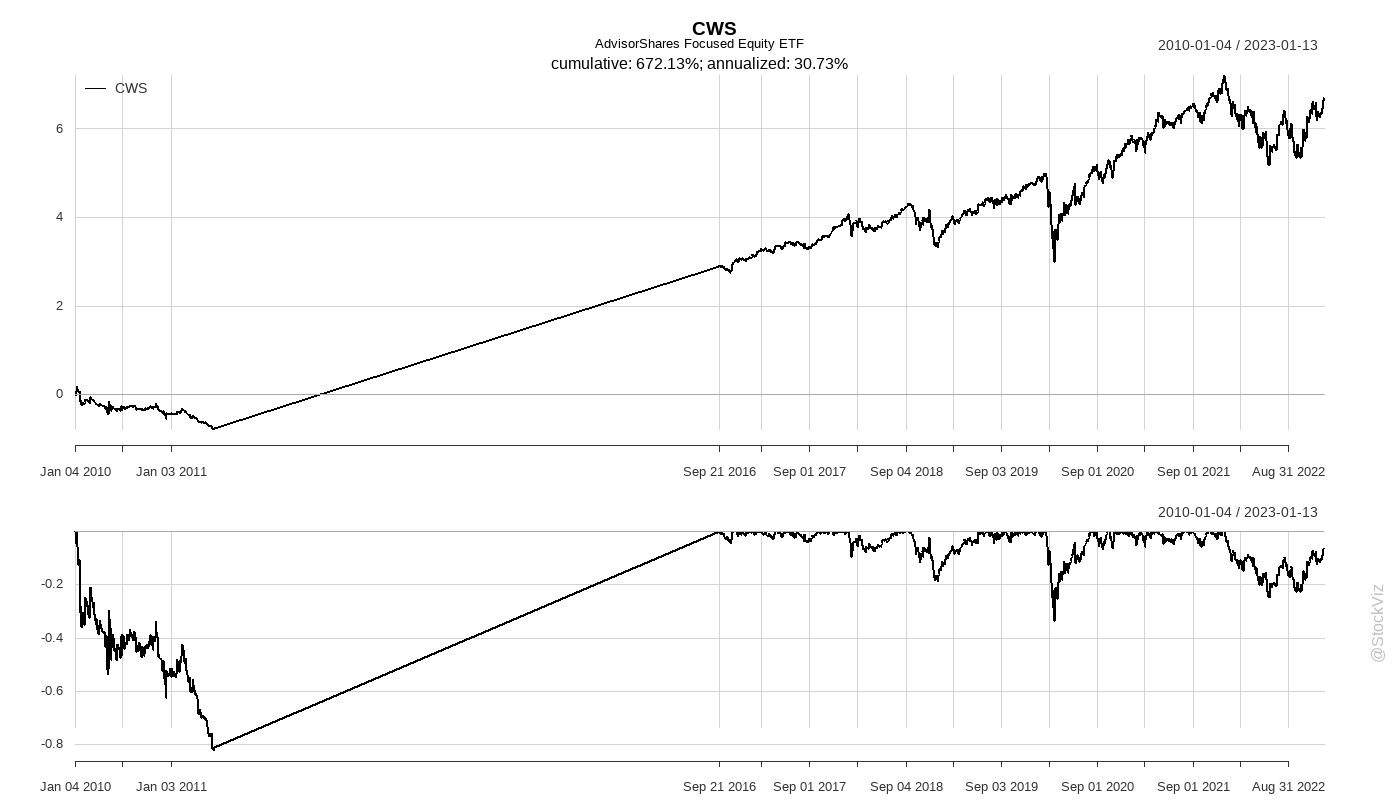 CWS
AdvisorShares Focused Equity ETF
cumulative: 672.13%; annualized: 30.73%
2010-01-04 / 2023-01-13
CWS
6
4
2
0
Jan 04 2010 Jan 03 2011 Sep 21 2016 Sep 01 2017 Sep 04 2018 Sep 03 2019 Sep 01 2020 Sep 01 2021 Aug 31 2022
2010-01-04 / 2023-01-13
-0.2
-0.4
-0.6
-0.8
Jan 04 2010 Jan 03 2011 Sep 21 2016 Sep 01 2017 Sep 04 2018 Sep 03 2019 Sep 01 2020 Sep 01 2021 Aug 31 2022
@StockViz